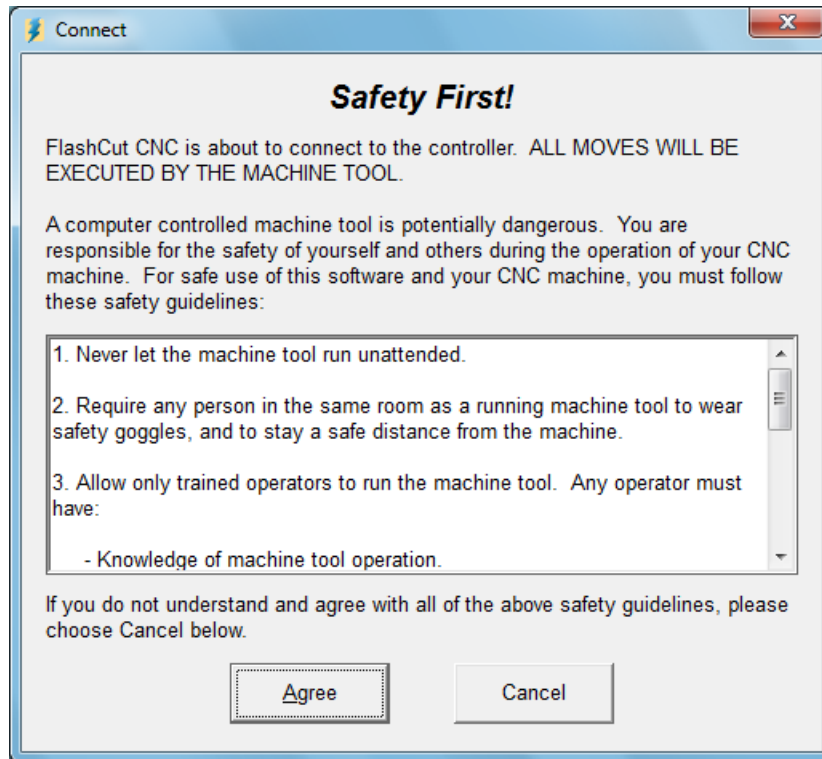 Connect
Safety First!
FlashCut CNC is about to connect to the controller.  ALL MOVES WILL BE
EXECUTED BY THE MACHINE TOOL.
A computer controlled machine tool is potentially dangerous.  You are
responsible for the safety of yourself and others during the operation of your CNC
machine.  For safe use of this software and your CNC machine, you must follow
these safety guidelines:
1. Never let the machine tool run unattended.
2. Require any person in the same room as a running machine tool to wear
safety goggles, and to stay a safe distance from the machine.
3. Allow only trained operators to run the machine tool.  Any operator must
have:
- Knowledge of machine tool operation.
If you do not understand and agree with all of the above safety guidelines, please
choose Cancel below.
Agree
Cancel